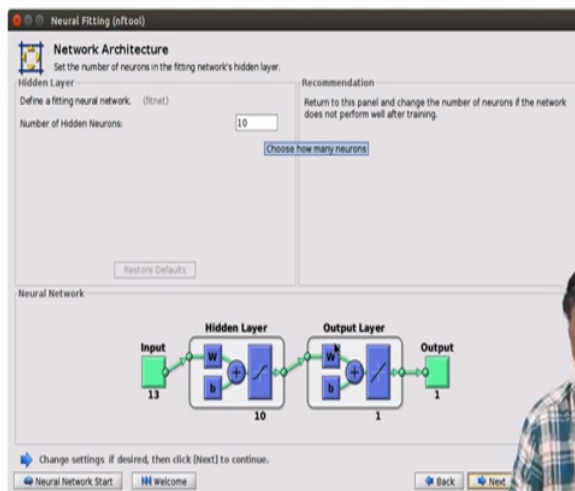 Neural Fitting (nftool)
Network Architecture
Set the number of neurons in the fitting network's hidden layer.
Hidden Layer
Define a fitting neural network. (fitnet)
Number of Hidden Neurons: 10
Choose how many neurons
Restore Defaults
Recommendation
Return to this panel and change the number of neurons if the network
does not perform well after training.
Neural Network
Hidden Layer Output Layer
Input Output
W W
b b
13 10 1 1
Change settings if desired, then click [Next] to continue.
Neural Network Start Welcome Back Next